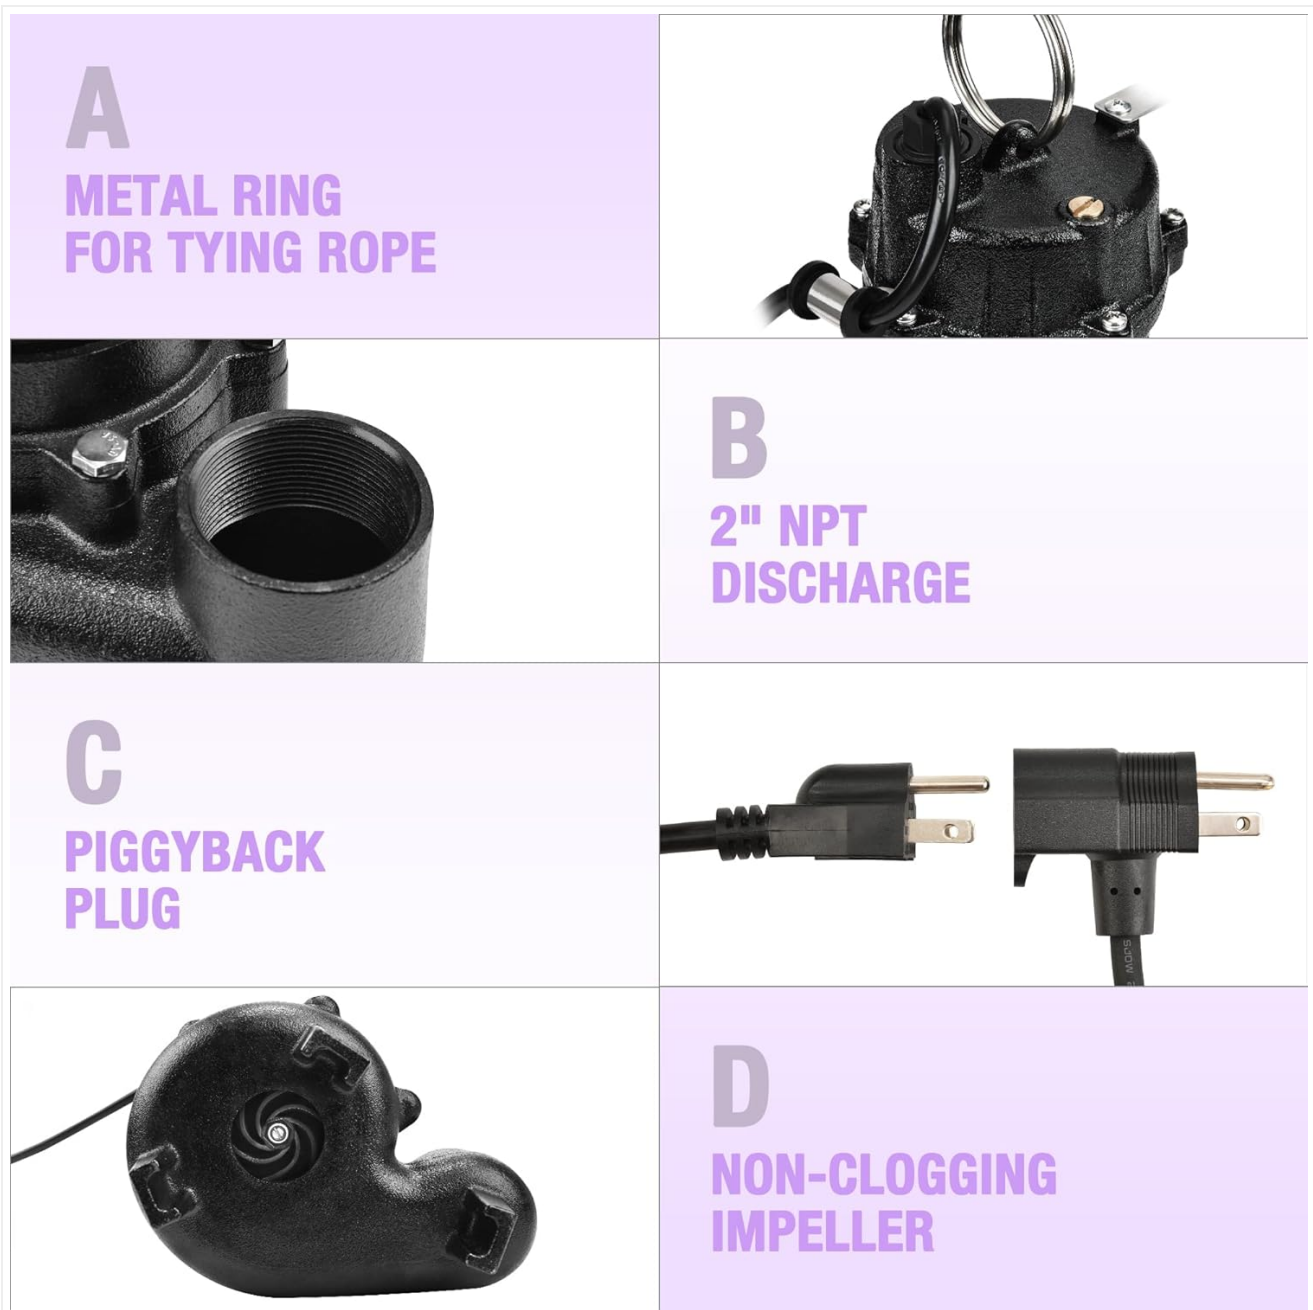 A
METAL RING
FOR TYING ROPE
B
2" NPT
DISCHARGE
C
PIGGYBACK
PLUG
D
NON-CLOGGING
IMPELLER